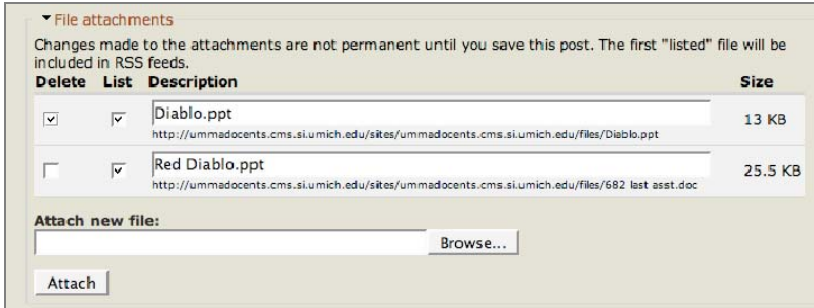 File attachments
Changes made to the attachments are not permanent until you save this post. The first "listed" file will be
included in RSS feeds.
Delete List Description Size
Diablo.ppt 13 KB
http://ummadocents.cms.si.umich.edu/sites/ummadocents.cms.si.umich.edu/files/Diablo.ppt
Red Diablo.ppt 25.5 KB
http://ummadocents.cms.si.umich.edu/sites/ummadocents.cms.si.umich.edu/files/682 last asst.doc
Attach new file:
Browse...
Attach